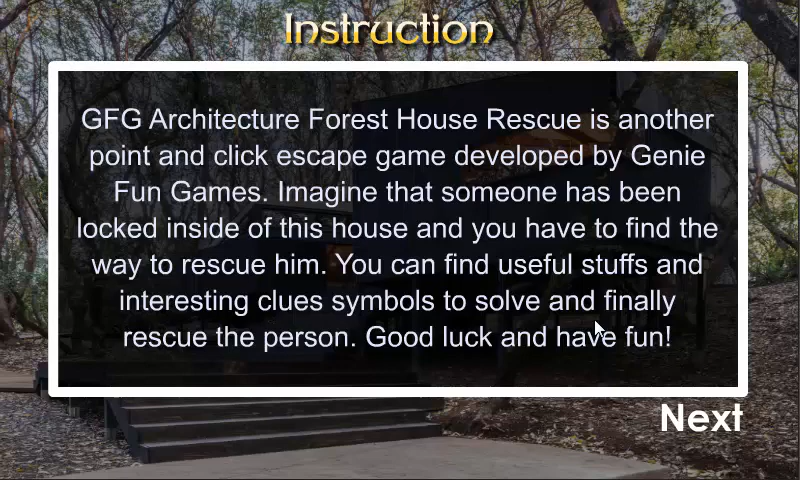 Instruction
GFG Architecture Forest House Rescue is another
point and click escape game developed by Genie
Fun Games. Imagine that someone has been
locked inside of this house and you have to find the
way to rescue him. You can find useful stuffs and
interesting clues symbols to solve and finally
rescue the person. Good luck and have fun!
Next